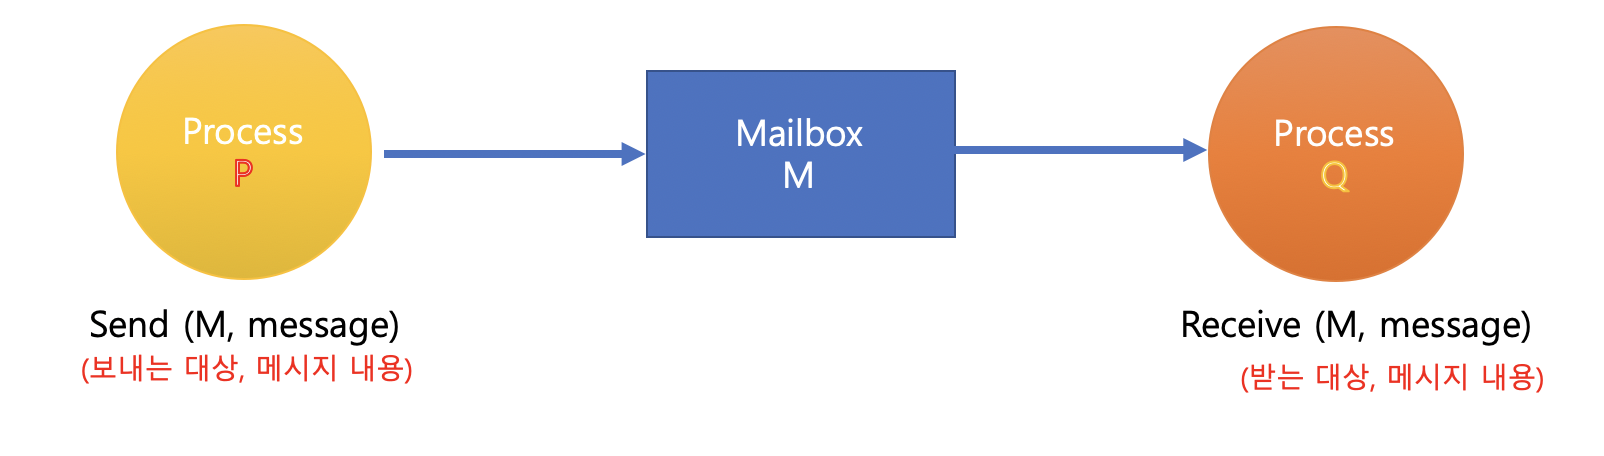 Process
P
Mailbox
M
Process
Q
Send (M, message)
(보내는 대상, 메시지 내용)
Receive (M, message)
(받는 대상, 메시지 내용)